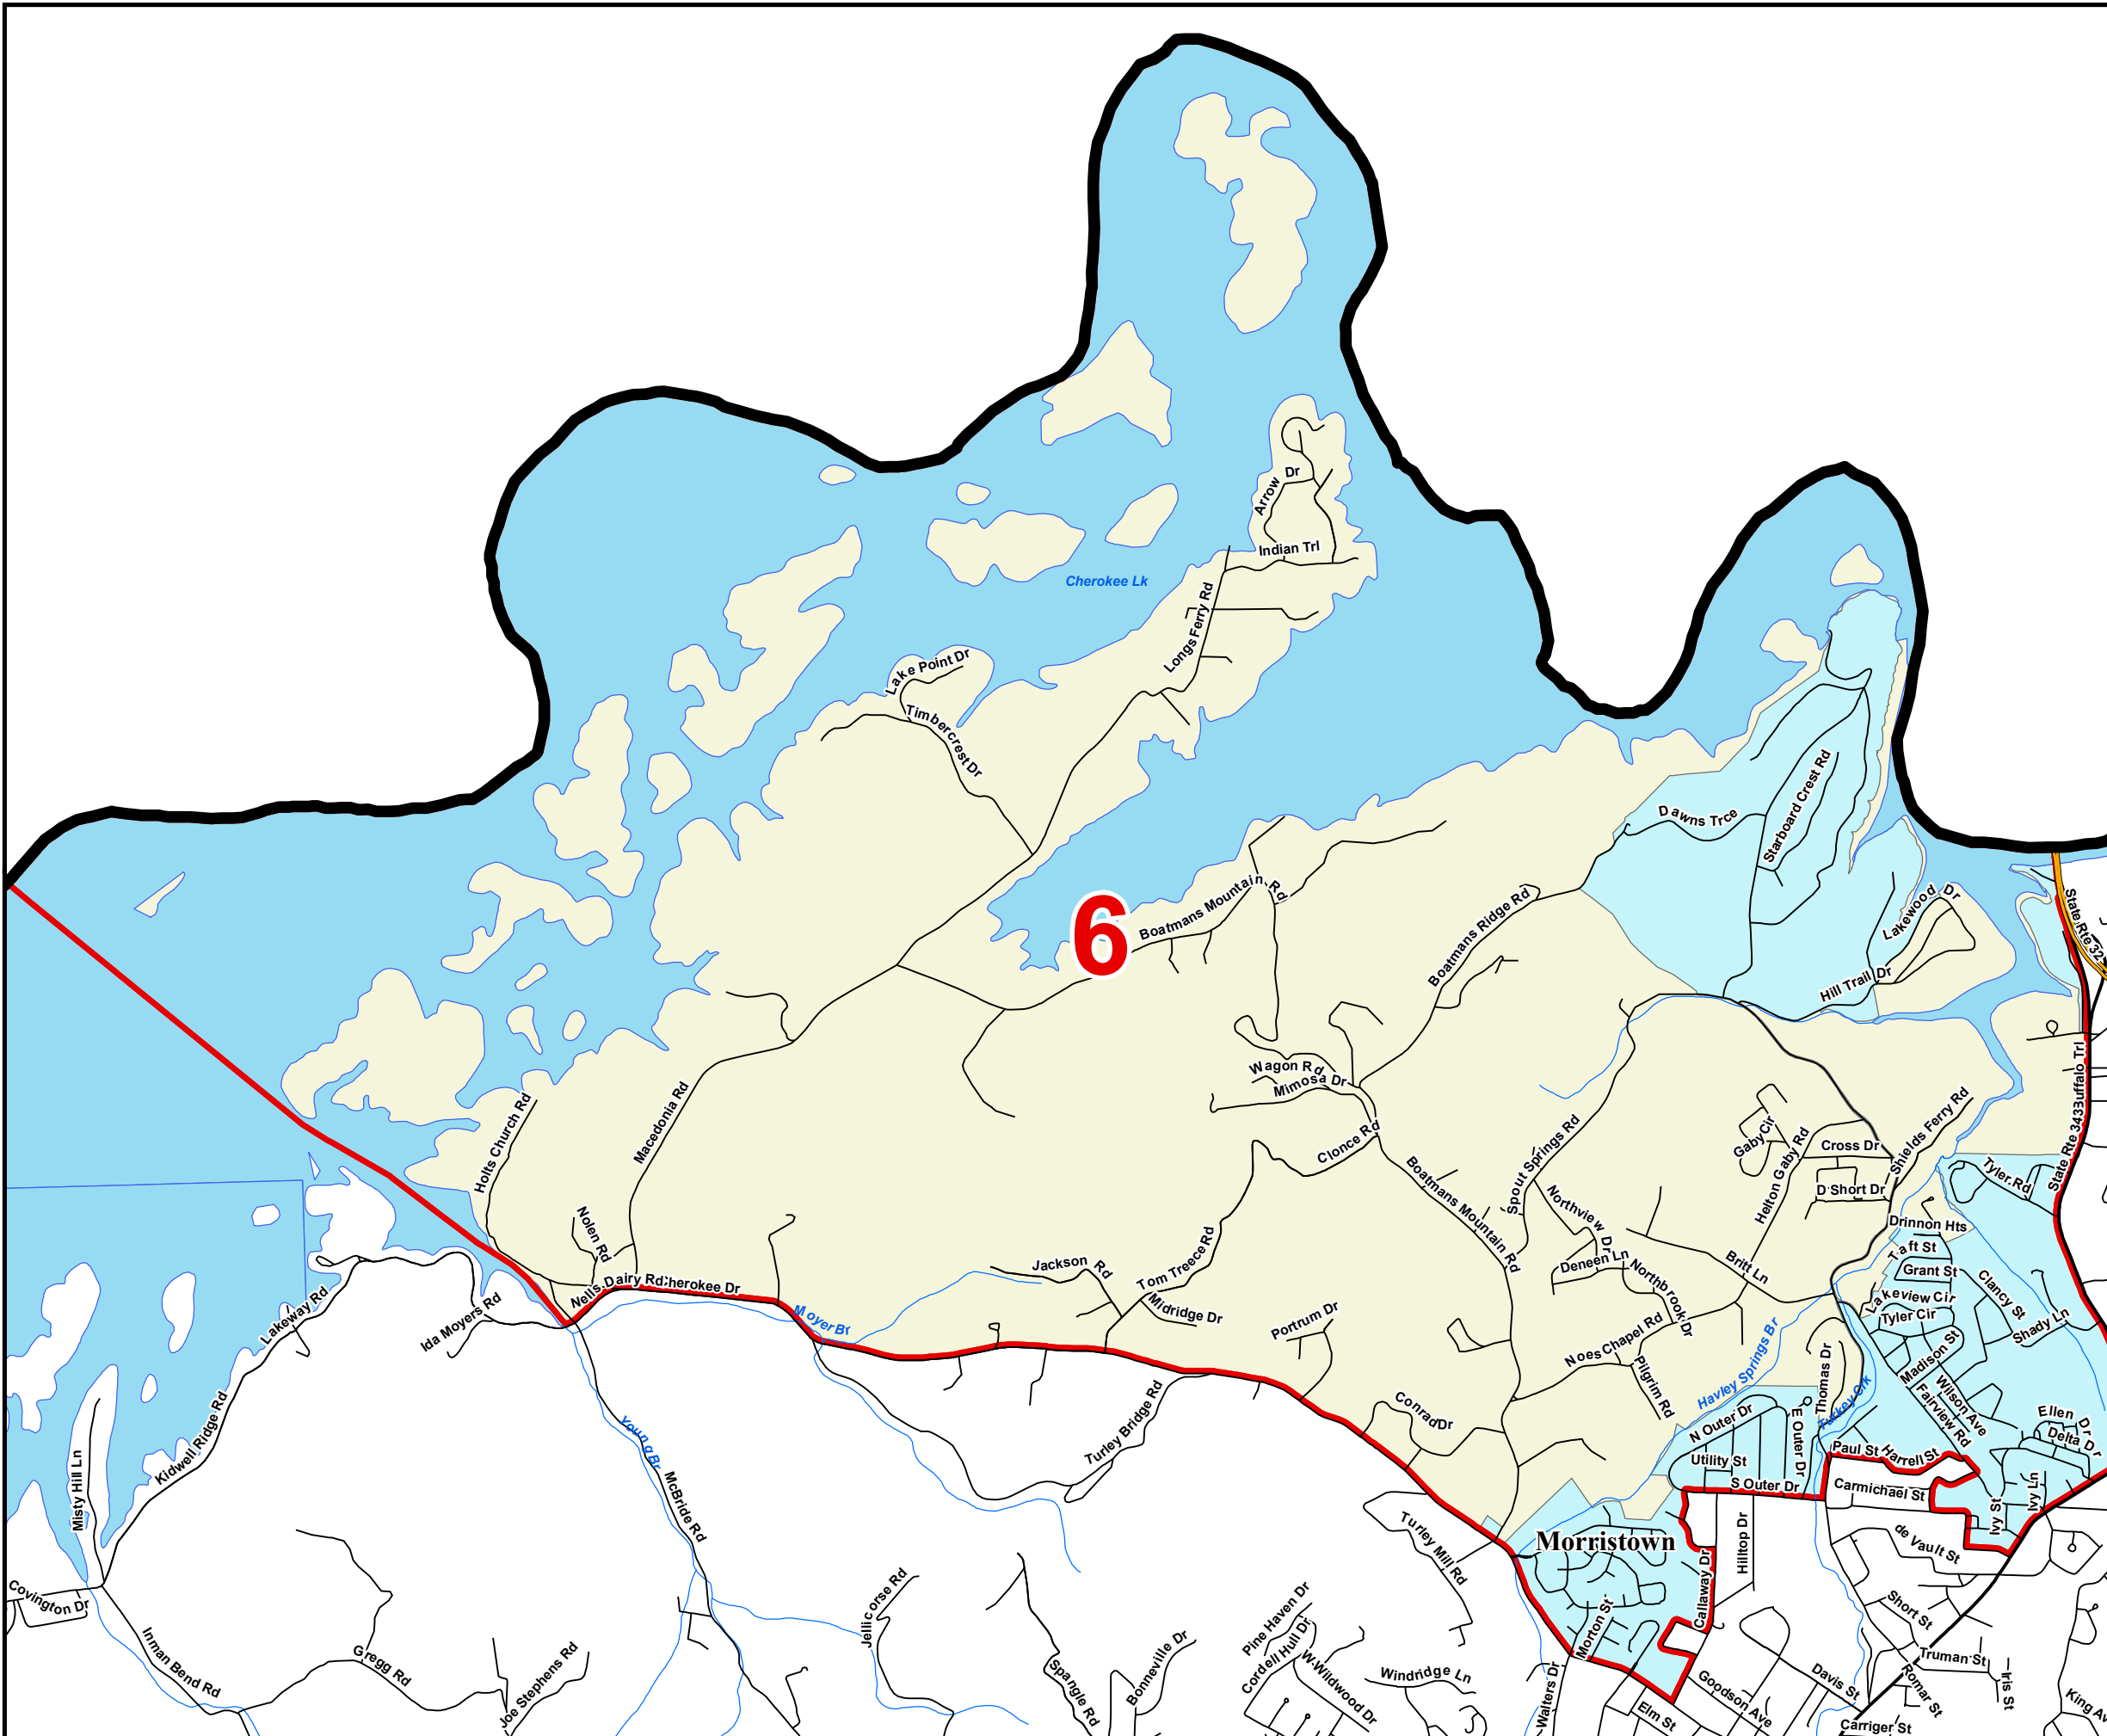 Arrow Dr
Indian Trl
Cherokee Lk
Longs Ferry Rd
Lake Point Dr
Timbercrest Dr
Starboard Crest Rd
Dawns Trce
6
Boatmans Mountain Rd
Boatmans Ridge Rd
Lakewood Dr
Hill Trail Dr
State Rte 32
Wagon Rd
Mimosa Dr
Clonce Rd
Macedonia Rd
Holts Church Rd
Spout Springs Rd
Gaby Cir
Helton Gaby Rd
Cross Dr
Shields Ferry Rd
D Short Dr
State Rte 343
Buffalo Trl
Tyler Rd
Nolen Rd
Boatmans Mountain Rd
Northview Dr
Drinnon Hts
Taft St
Grant St
Clancy St
Nells Dairy Rd
Cherokee Dr
Jackson Rd
Tom Treece Rd
Midridge Dr
Deneen Ln
Northbrook Dr
Britt Ln
Lakeview Cir
Tyler Cir
Shady Ln
Madison St
Lakeway Rd
Ida Moyers Rd
Moyer Br
Portrum Dr
Noes Chapel Rd
Pilgrim Rd
Havley Springs Br
Thomas Dr
Turkey Crk
Wilson Ave
Fairview Rd
Kidwell Ridge Rd
Misty Hill Ln
Young Br
McBride Rd
Turley Bridge Rd
Conrad Dr
N Outer Dr
E Outer Dr
Utility St
S Outer Dr
Paul St
Harrell St
Ellen Dr
Delta Dr
Carmichael St
Ivy St
Ivy Ln
Morristown
Turley Mill Rd
Hilltop Dr
Callaway Dr
de Vault St
Short St
Covington Dr
Inman Bend Rd
Gregg Rd
Joe Stephens Rd
Jellicorse Rd
Spangle Rd
Bonneville Dr
Pine Haven Dr
Cordell Hull Dr
W Wildwood Dr
Windridge Ln
Walters Dr
Morton St
Elm St
Goodson Ave
Davis St
Truman St
Romar St
Iris St
Carriger St
King Av